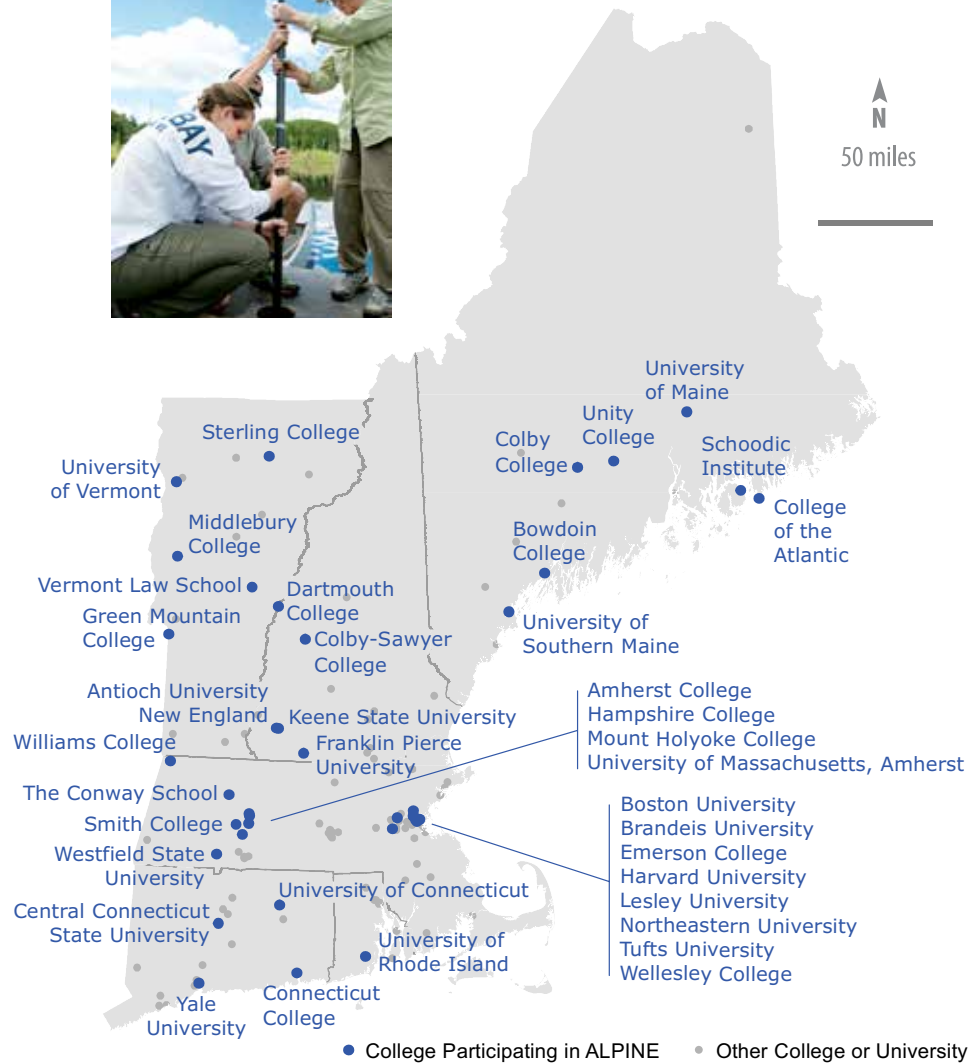 BAY
N
50 miles
University
of Maine
Unity
College
Colby
College
Schoodic
Institute
College
of the
Atlantic
Bowdoin
College
University of
Southern Maine
Sterling College
University
of Vermont
Middlebury
College
Vermont Law School
Dartmouth
College
Green Mountain
College
Colby-Sawyer
College
Antioch University
New England
Keene State University
Williams College
Franklin Pierce
University
Amherst College
Hampshire College
Mount Holyoke College
University of Massachusetts, Amherst
The Conway School
Smith College
Westfield State
University
Boston University
Brandeis University
Emerson College
Harvard University
Lesley University
Northeastern University
Tufts University
Wellesley College
University of Connecticut
Central Connecticut
State University
University of
Rhode Island
Yale
University
Connecticut
College
College Participating in ALPINE
Other College or University